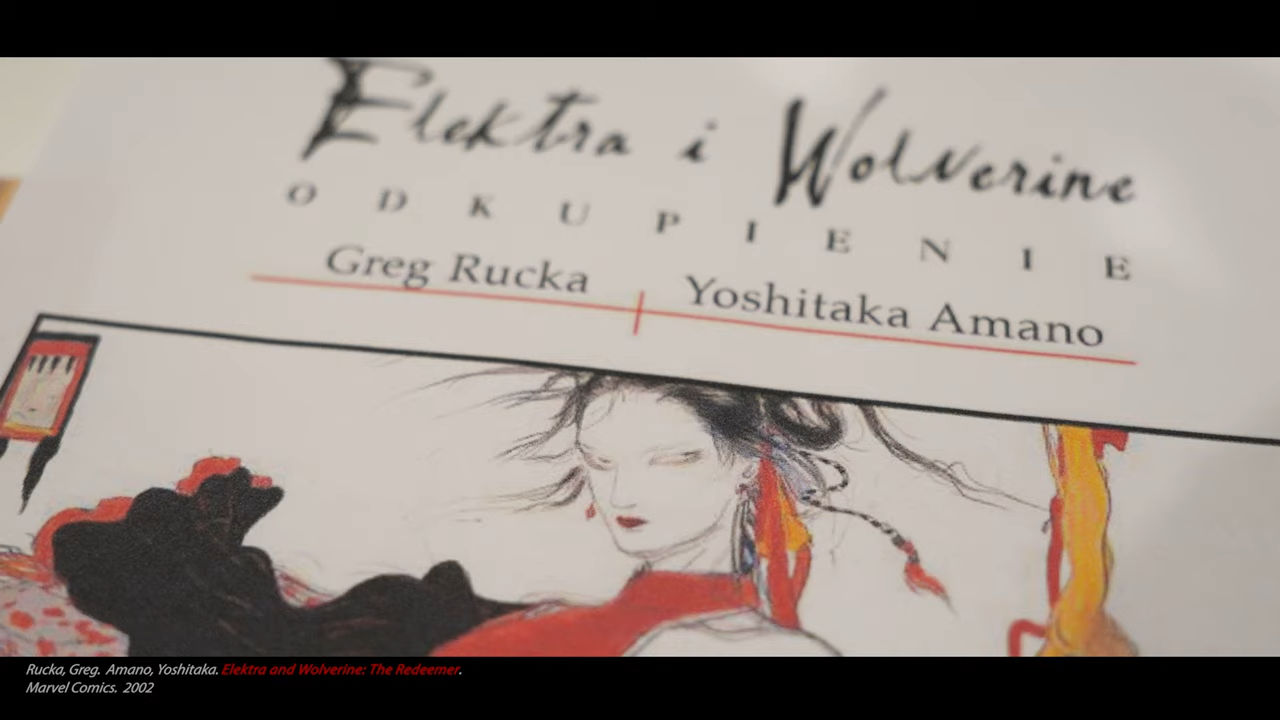 Elektra i Wolverine
ODKUPIENIE
Greg Rucka Yoshitaka Amano
Rucka, Greg. Amano, Yoshitaka. Elektra and Wolverine: The Redeemer.
Marvel Comics. 2002